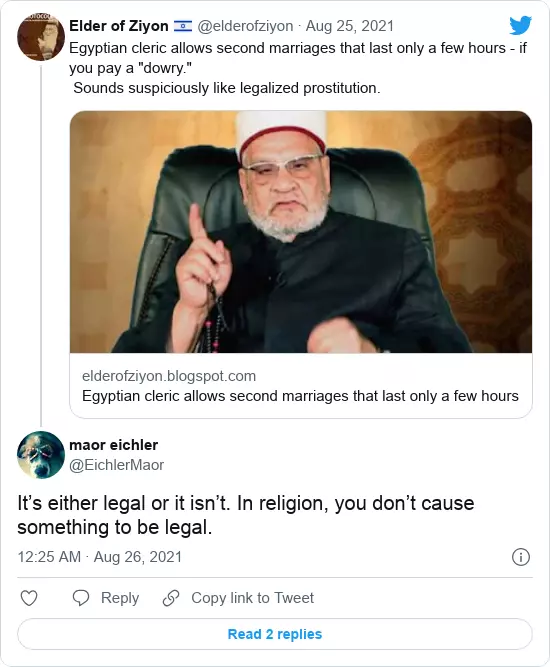 Elder of Ziyon 🇮🇱 @elderofziyon · Aug 25, 2021
Egyptian cleric allows second marriages that last only a few hours - if
you pay a "dowry."
Sounds suspiciously like legalized prostitution.
elderofziyon.blogspot.com
Egyptian cleric allows second marriages that last only a few hours
maor eichler
@EichlerMaor
It’s either legal or it isn’t. In religion, you don’t cause
something to be legal.
12:25 AM · Aug 26, 2021
Reply
Copy link to Tweet
Read 2 replies